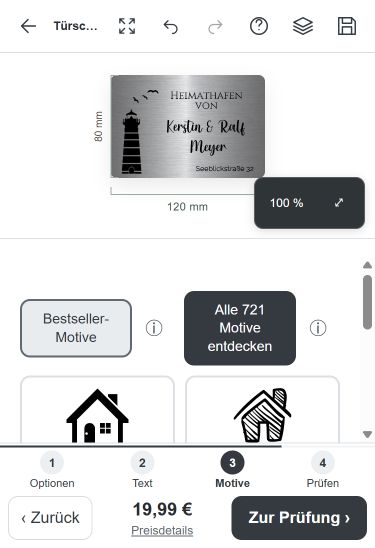 Türsc...
80 mm
HEIMATHAFEN
VON
Kerstin & Ralf
Meyer
Seeblickstraße 32
120 mm
100 %
Bestseller-
Motive
Alle 721
Motive
entdecken
1
2
3
4
Optionen
Text
Motive
Prüfen
‹ Zurück
19,99 €
Preisdetails
Zur Prüfung ›